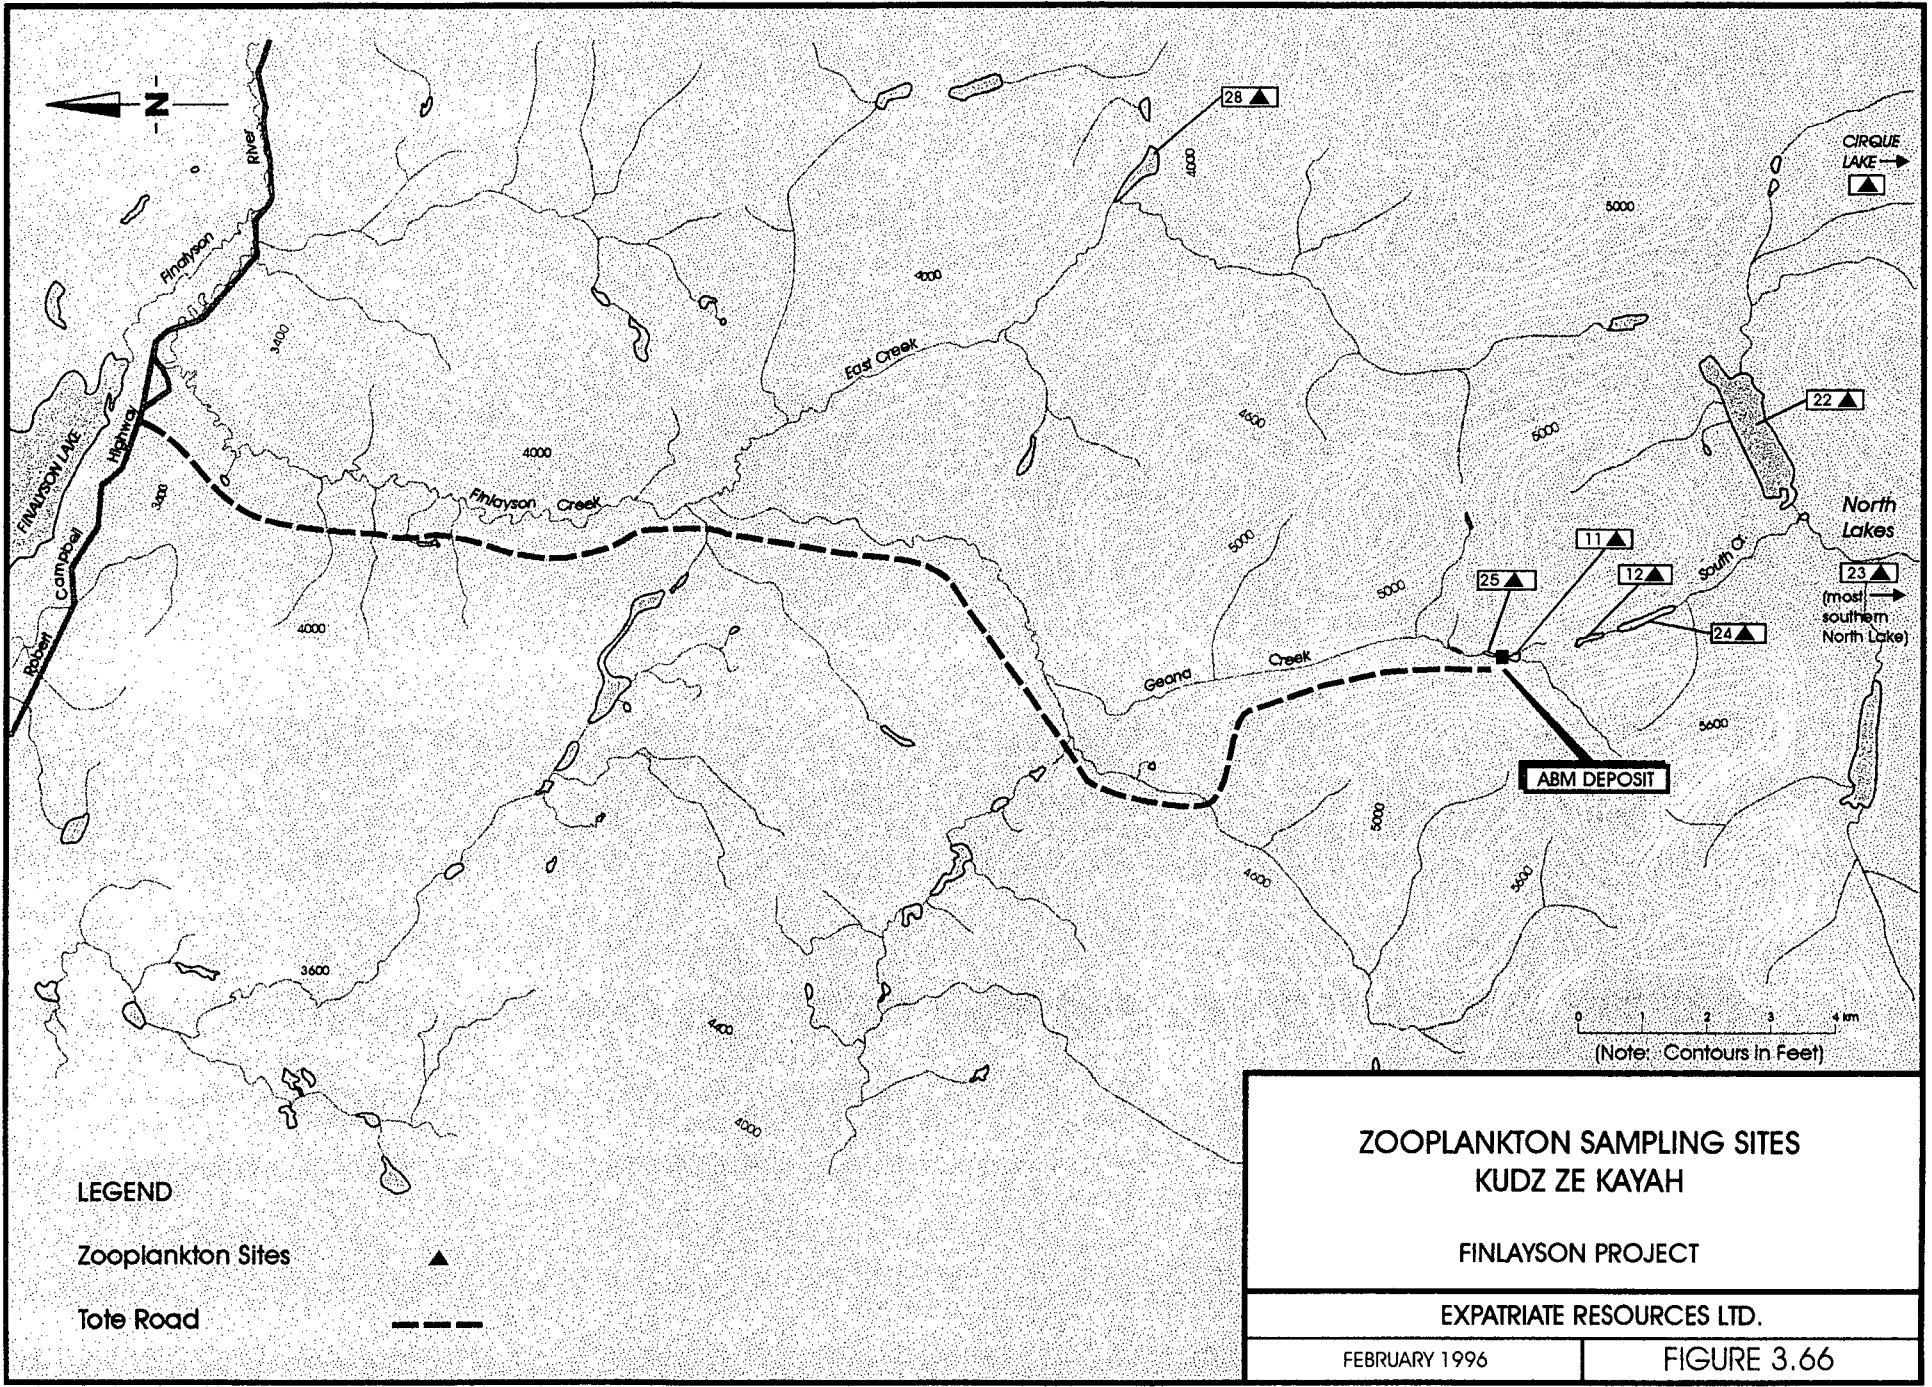 -N-
River
28
4000
CIRQUE
LAKE
5000
Finalyson
4000
3400
East Creek
22
4600
5000
FINALYSON LAKE
Highway
4000
3400
Finlayson Creek
North
Lakes
5000
11
South Cr.
Campbell
25
12
23
(most
southern
North Lake)
5000
24
4000
Robert
Geona Creek
5600
ABM DEPOSIT
5000
4600
5600
3600
4400
0 1 2 3 4 km
(Note: Contours in Feet)
4000
LEGEND
Zooplankton Sites
Tote Road
ZOOPLANKTON SAMPLING SITES
KUDZ ZE KAYAH
FINLAYSON PROJECT
EXPATRIATE RESOURCES LTD.
FEBRUARY 1996
FIGURE 3.66